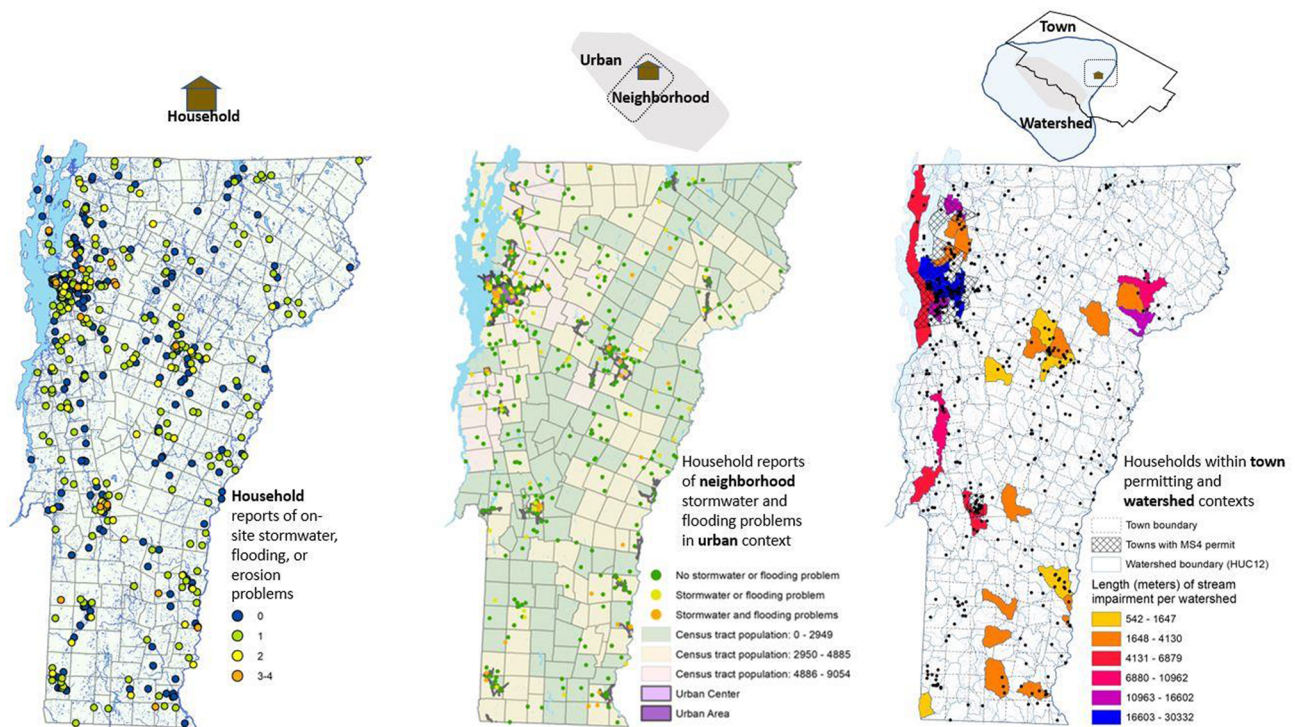 Household
Household
reports of on-
site stormwater,
flooding, or
erosion
problems
0
1
2
3-4
Urban
Neighborhood
Household reports
of neighborhood
stormwater and
flooding problems
in urban context
No stormwater or flooding problem
Stormwater or flooding problem
Stormwater and flooding problems
Census tract population: 0 - 2949
Census tract population: 2950 - 4885
Census tract population: 4886 - 9054
Urban Center
Urban Area
Town
Watershed
Households within town
permitting and
watershed contexts
Town boundary
Towns with MS4 permit
Watershed boundary (HUC12)
Length (meters) of stream
impairment per watershed
542 - 1647
1648 - 4130
4131 - 6879
6880 - 10962
10963 - 16602
16603 - 30332